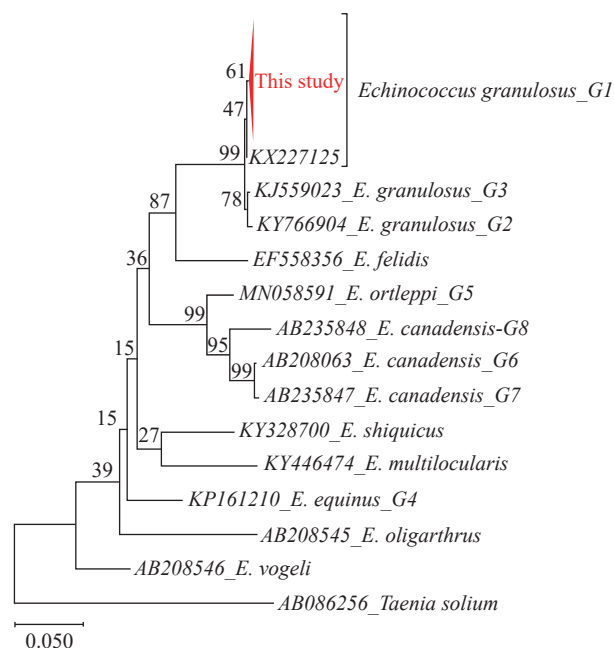 61
This study
Echinococcus granulosus_G1
47
99
KX227125
87
KJ559023_E. granulosus_G3
78
KY766904_E. granulosus_G2
36
EF558356_E. felidis
MN058591_E. ortleppi_G5
99
AB235848_E. canadensis-G8
95
15
AB208063_E. canadensis_G6
99
AB235847_E. canadensis_G7
15
27
KY328700_E. shiquicus
KY446474_E. multilocularis
39
KP161210_E. equinus_G4
AB208545_E. oligarthrus
AB208546_E. vogeli
AB086256_Taenia solium
0.050